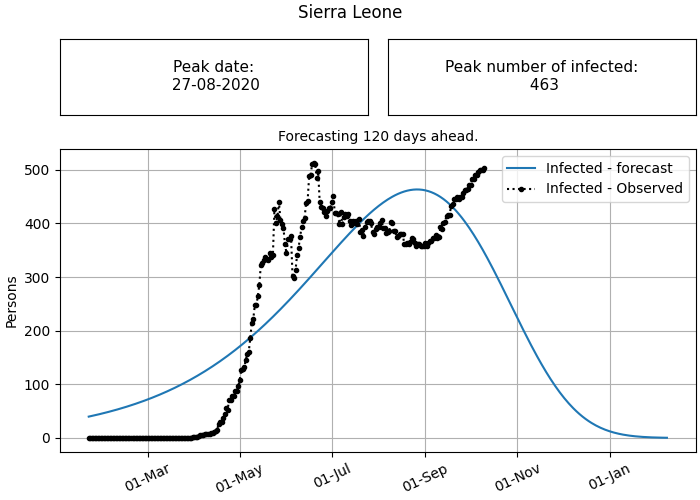 Sierra Leone
Peak date:
27-08-2020
Peak number of infected:
463
Forecasting 120 days ahead.
Infected - forecast
Infected - Observed
Persons
500
400
300
200
100
0
01-Mar
01-May
01-Jul
01-Sep
01-Nov
01-Jan